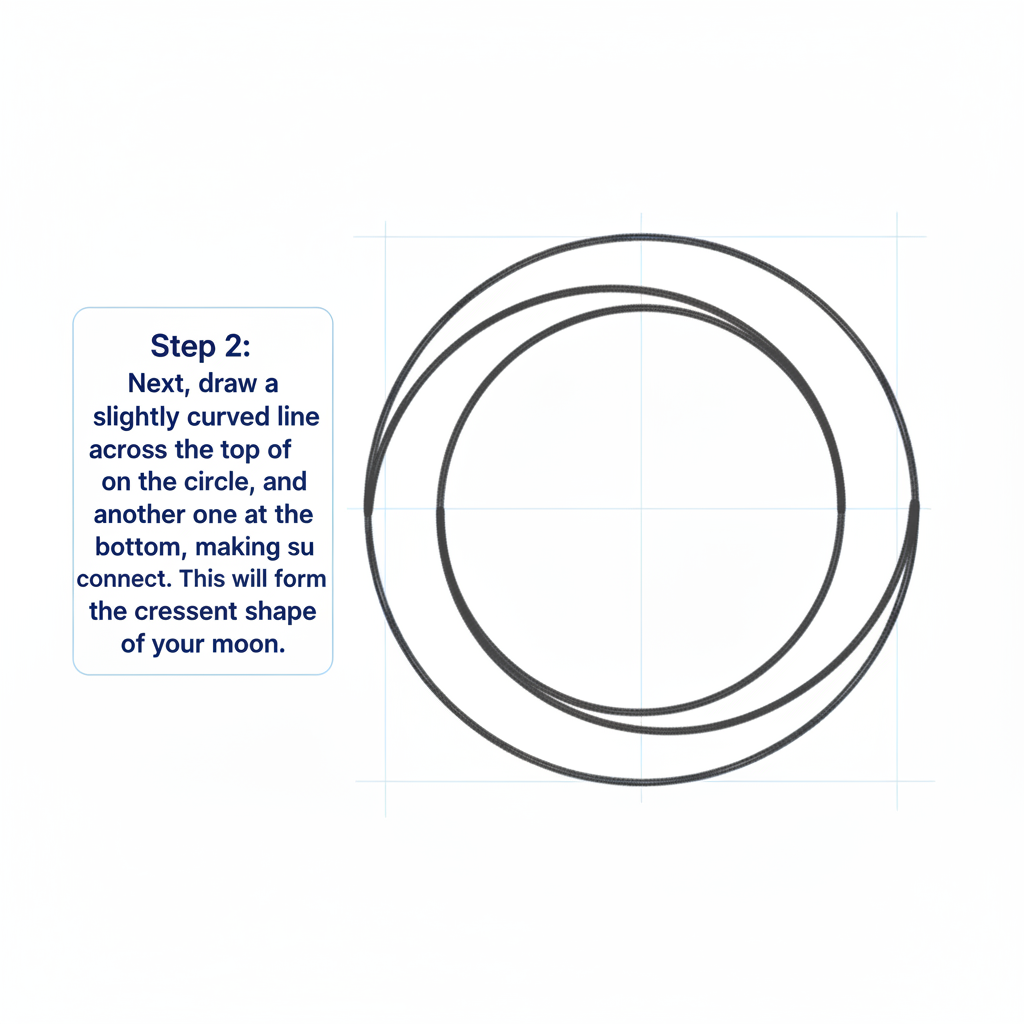 Step 2:
Next, draw a
slightly curved line
across the top of
on the circle, and
another one at the
bottom, making su
connect. This will form
the cressent shape
of your moon.